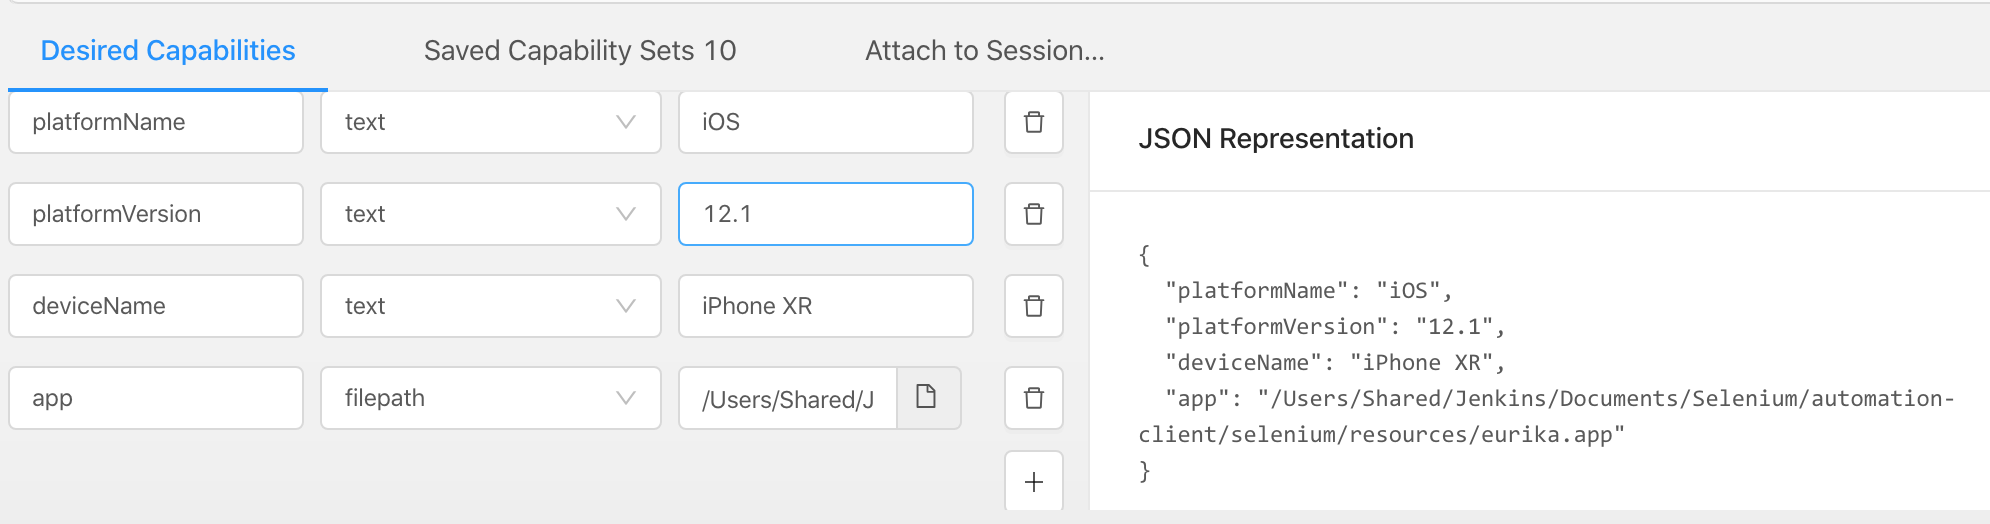 Desired Capabilities
Saved Capability Sets 10
Attach to Session...
platformName
text
iOS
platformVersion
text
12.1
deviceName
text
iPhone XR
app
filepath
/Users/Shared/J
JSON Representation
{
"platformName": "iOS",
"platformVersion": "12.1",
"deviceName": "iPhone XR",
"app": "/Users/Shared/Jenkins/Documents/Selenium/automation-
client/selenium/resources/eurika.app"
}